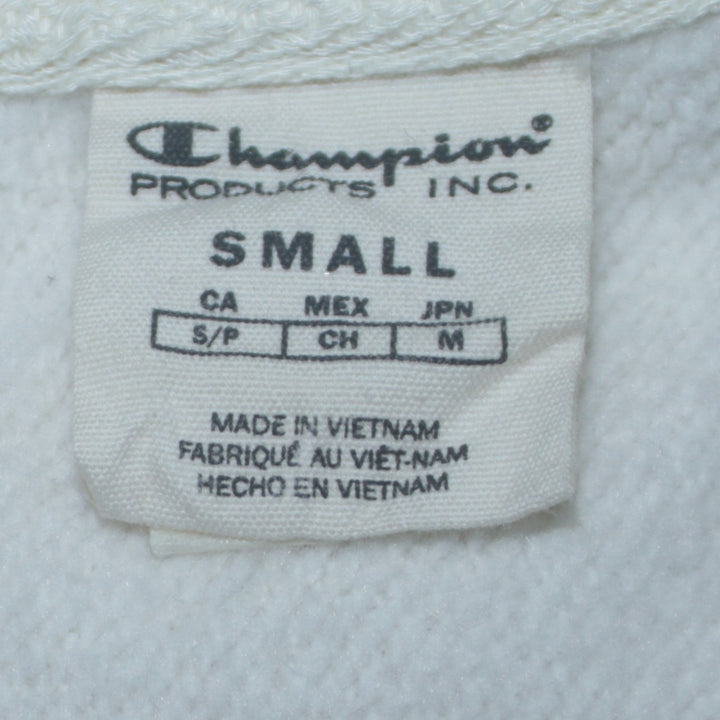 Champion®
PRODUCTS INC.
SMALL
CA MEX JPN
S/P CH M
MADE IN VIETNAM
FABRIQUÉ AU VIÊT-NAM
HECHO EN VIETNAM